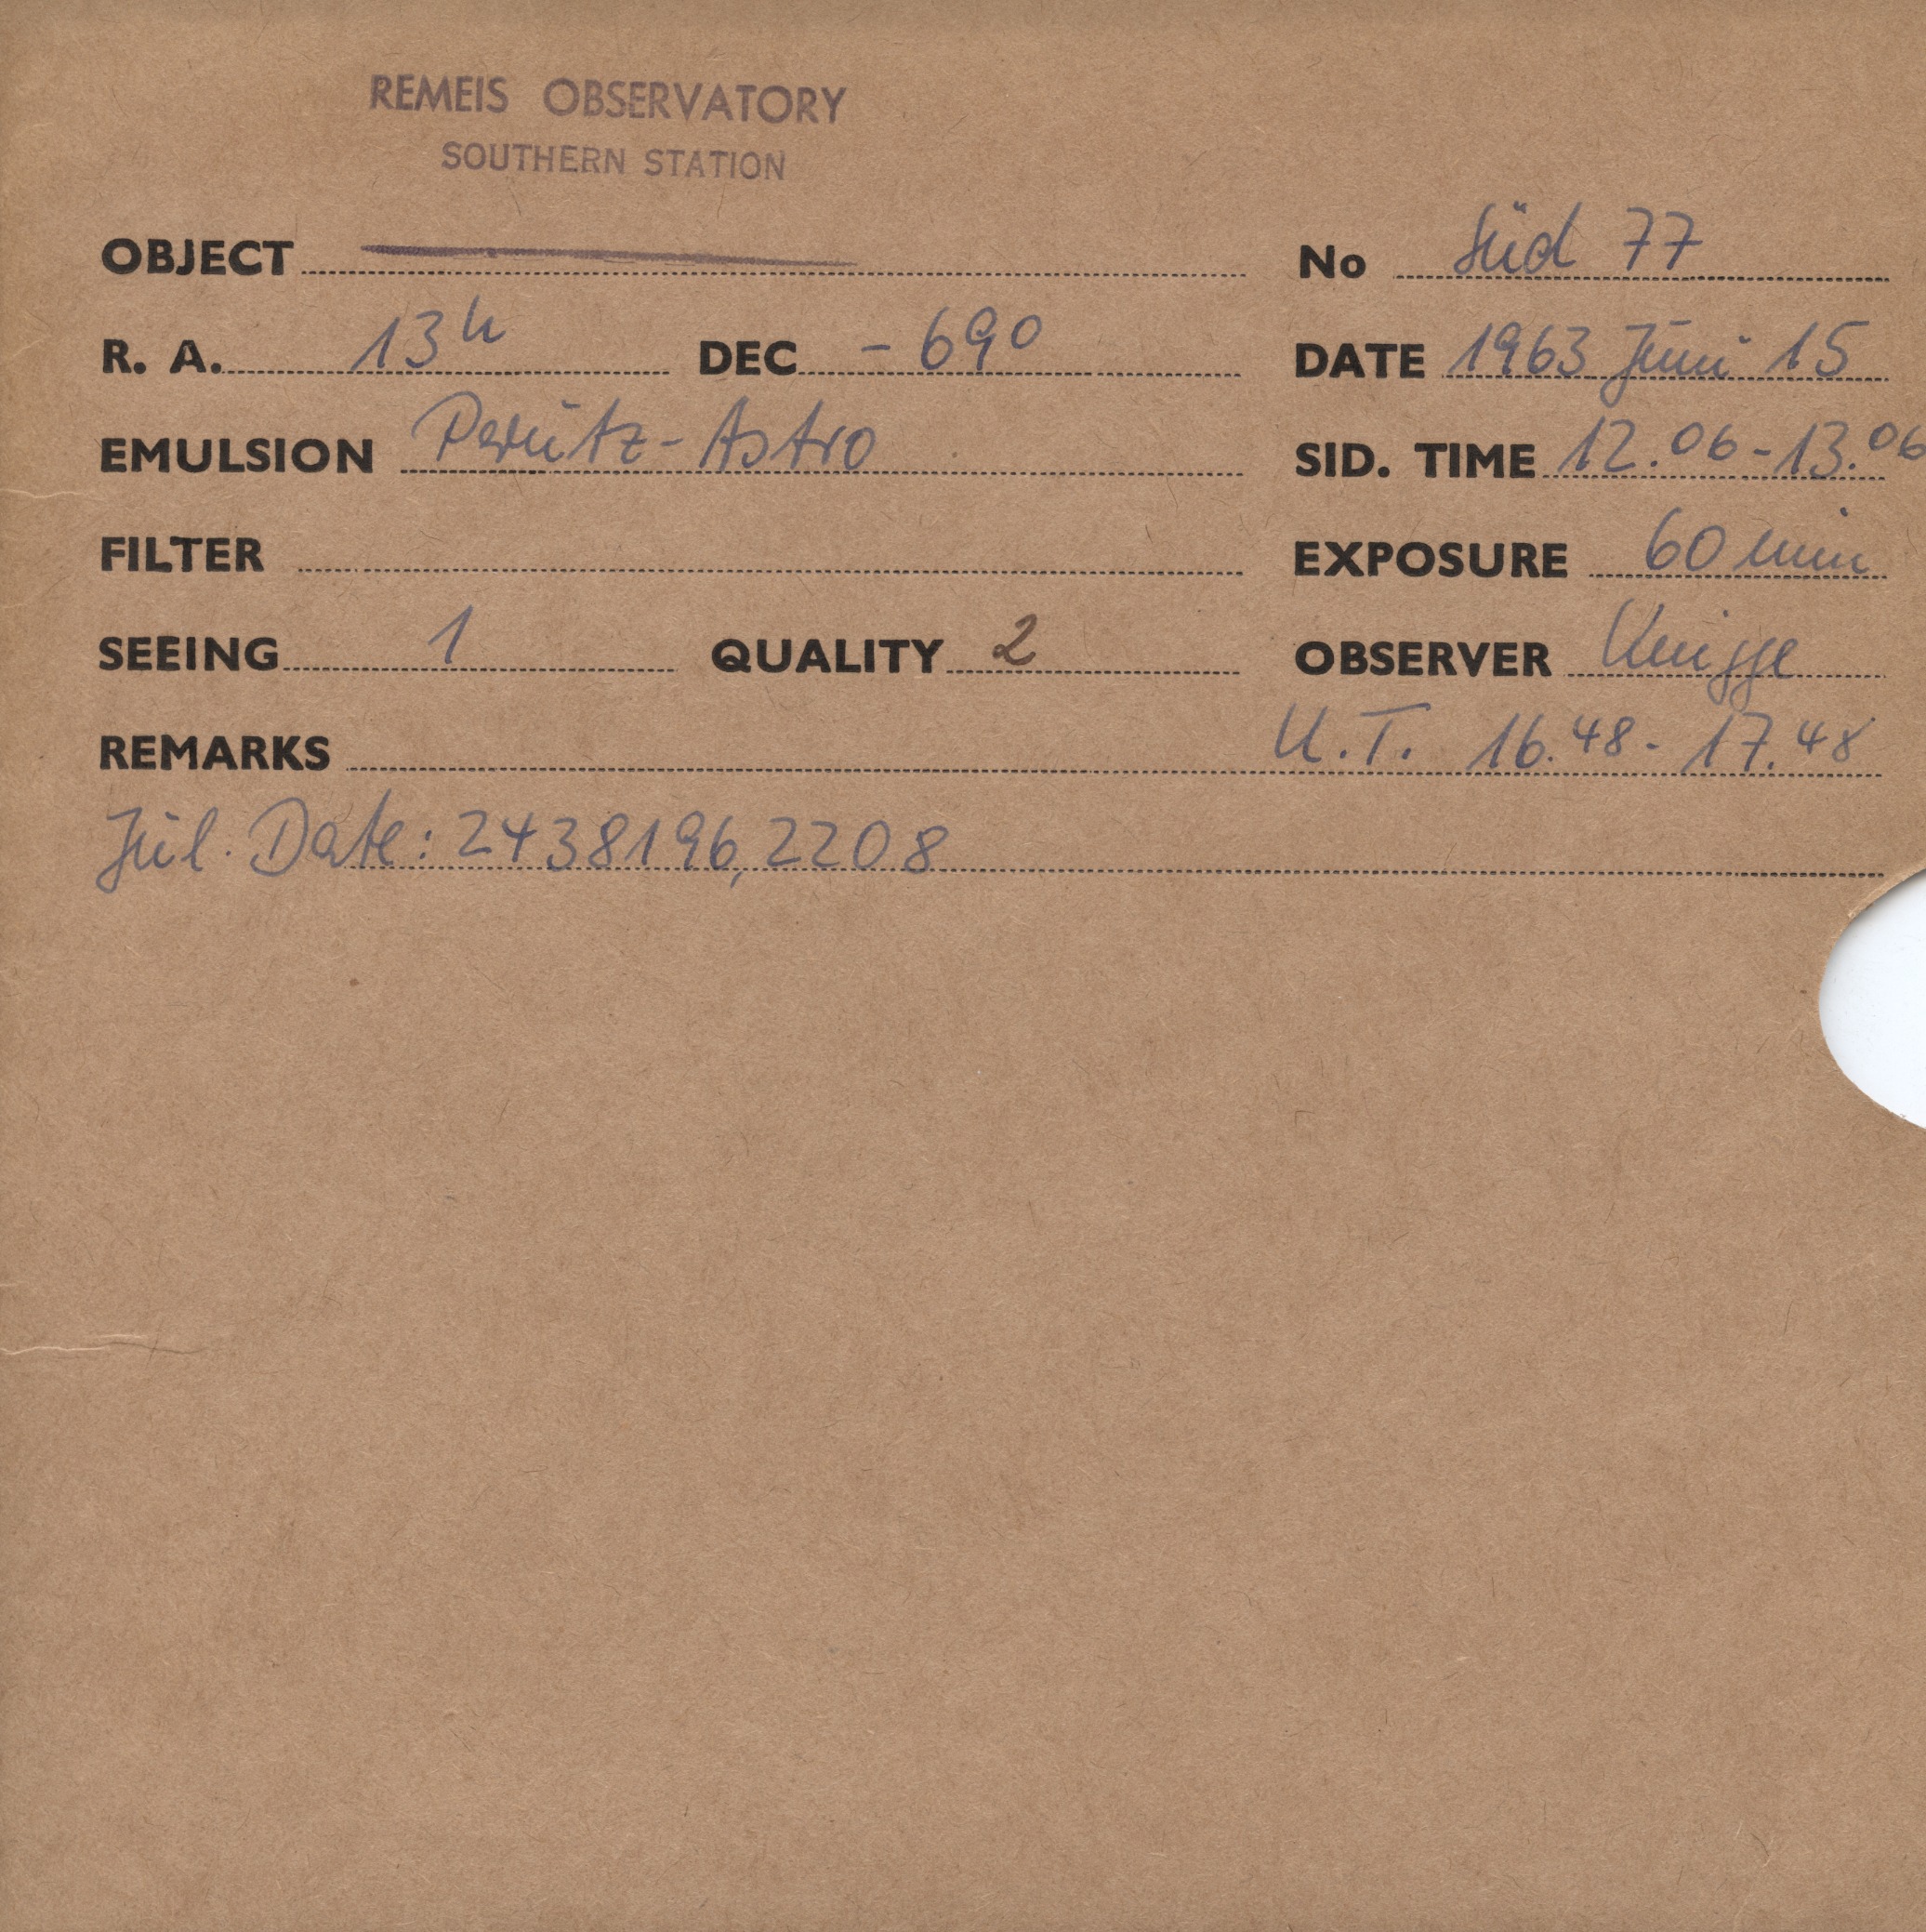 REMEIS OBSERVATORY
SOUTHERN STATION
OBJECT No Süd 77
R. A. 13h DEC -69° DATE 1963 Juni 15
EMULSION Perutz-Astro SID. TIME 12.06-13.06
FILTER EXPOSURE 60 min
SEEING 1 QUALITY 2 OBSERVER Knigge
REMARKS U.T. 16.48-17.48
Jul. Date: 2438196,2208